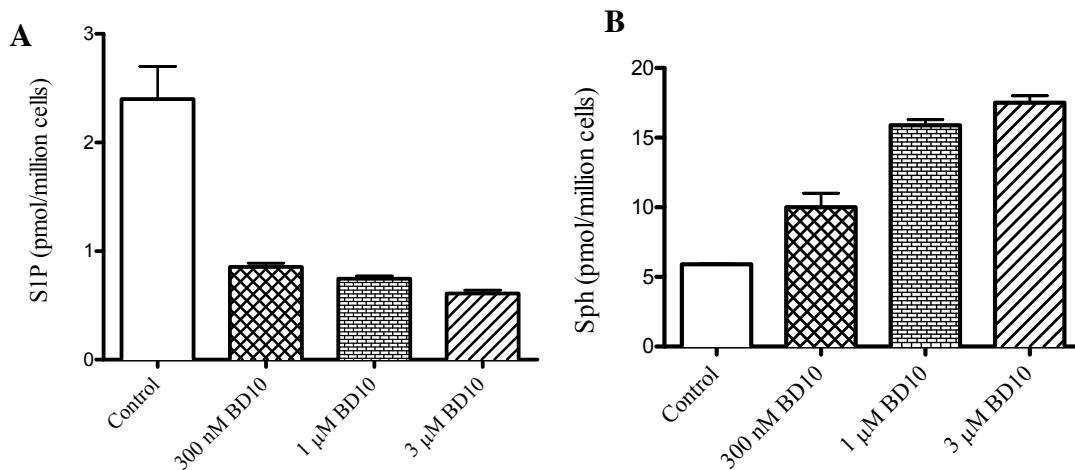 A
S1P (pmol/million cells)
3
2
1
0
Control
300 nM BD10
1 µM BD10
3 µM BD10
B
Sph (pmol/million cells)
20
15
10
5
0
Control
300 nM BD10
1 µM BD10
3 µM BD10